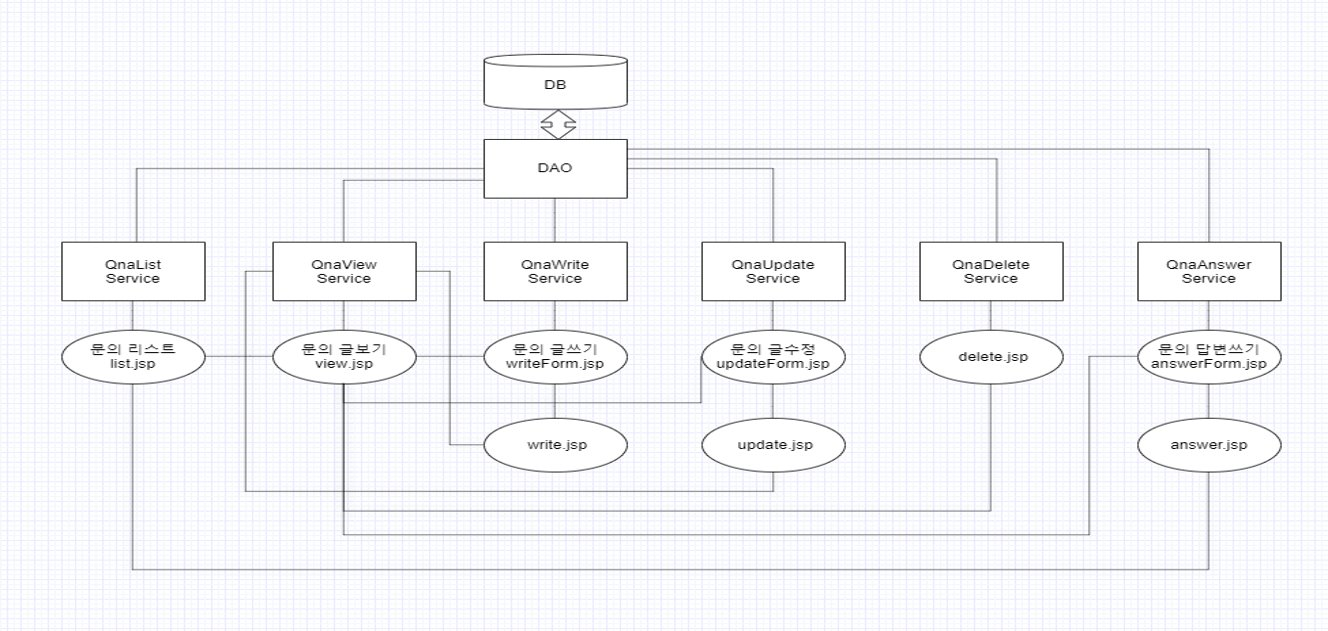 DB
DAO
QnaList
Service
QnaView
Service
QnaWrite
Service
QnaUpdate
Service
QnaDelete
Service
QnaAnswer
Service
문의 리스트
list.jsp
문의 글보기
view.jsp
문의 글쓰기
writeForm.jsp
문의 글수정
updateForm.jsp
delete.jsp
문의 답변쓰기
answerForm.jsp
write.jsp
update.jsp
answer.jsp